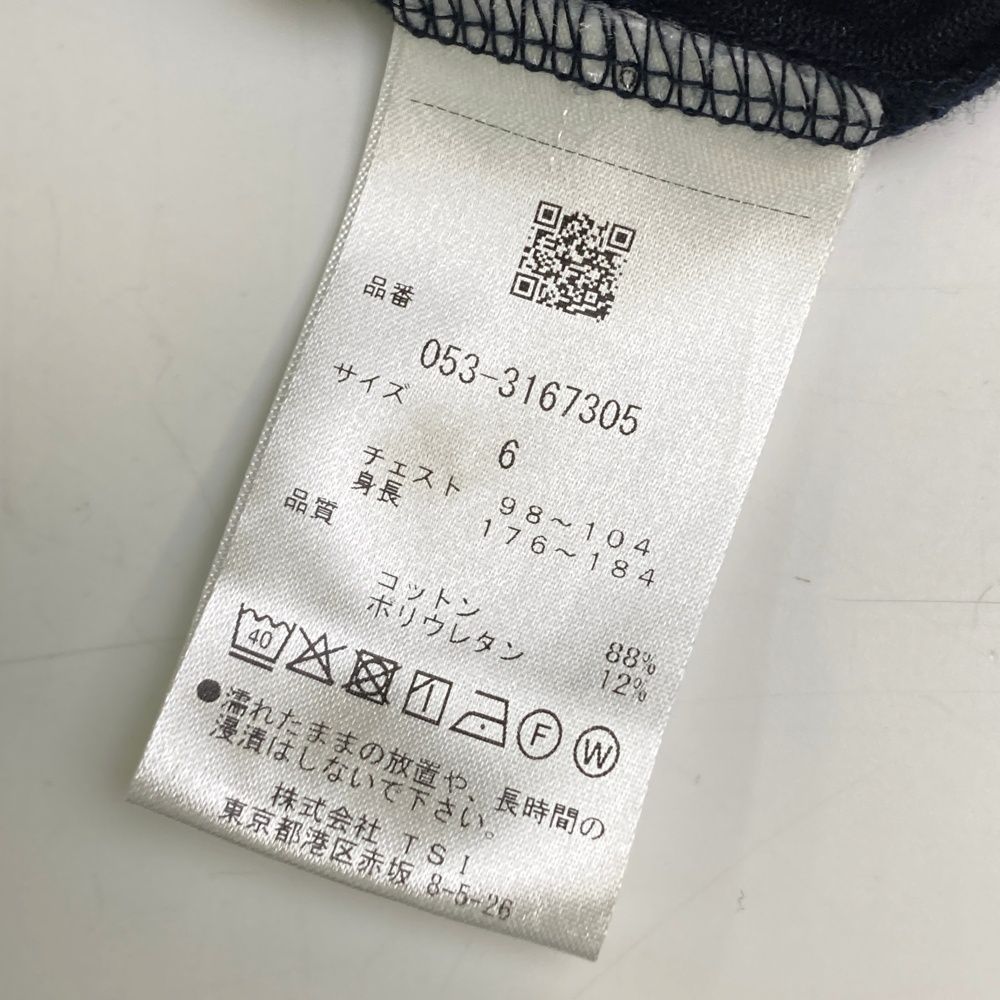 品番
053-3167305
サイズ
6
チェスト 98～104
身長 176～184
品質
コットン 88%
ポリウレタン 12%
40 F W
●濡れたままの放置や、長時間の
浸漬はしないで下さい。
株式会社 TSI
東京都港区赤坂 8-5-26